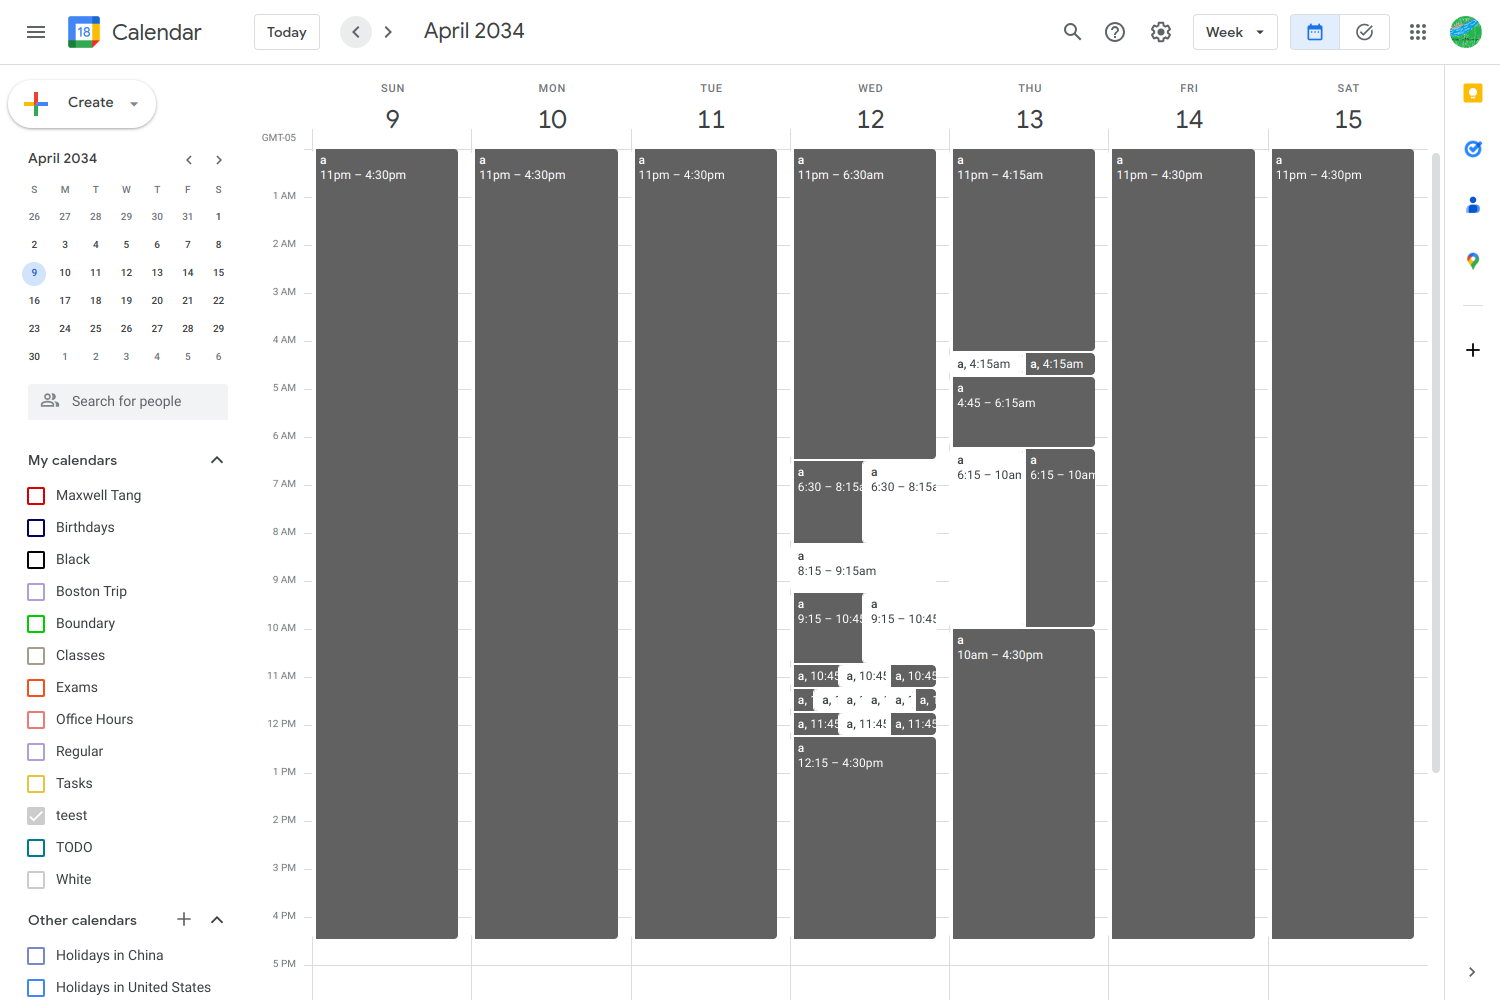 18 Calendar
Today
April 2034
Week
Create
April 2034
S M T W T F S
26 27 28 29 30 31 1
2 3 4 5 6 7 8
9 10 11 12 13 14 15
16 17 18 19 20 21 22
23 24 25 26 27 28 29
30 1 2 3 4 5 6
Search for people
My calendars
Maxwell Tang
Birthdays
Black
Boston Trip
Boundary
Classes
Exams
Office Hours
Regular
Tasks
teest
TODO
White
Other calendars
Holidays in China
Holidays in United States
GMT-05
1 AM
2 AM
3 AM
4 AM
5 AM
6 AM
7 AM
8 AM
9 AM
10 AM
11 AM
12 PM
1 PM
2 PM
3 PM
4 PM
5 PM
SUN
9
a
11pm – 4:30pm
MON
10
a
11pm – 4:30pm
TUE
11
a
11pm – 4:30pm
WED
12
a
11pm – 6:30am
a
6:30 – 8:15a
a
6:30 – 8:15a
a
8:15 – 9:15am
a
9:15 – 10:45
a
9:15 – 10:45
a, 10:45
a, 10:45
a, 10:45
a, 1
a, 1
a, 1
a, 1
a, 1
a, 1
a, 11:45
a, 11:45
a, 11:45
a
12:15 – 4:30pm
THU
13
a
11pm – 4:15am
a, 4:15am
a, 4:15am
a
4:45 – 6:15am
a
6:15 – 10an
a
6:15 – 10am
a
10am – 4:30pm
FRI
14
a
11pm – 4:30pm
SAT
15
a
11pm – 4:30pm